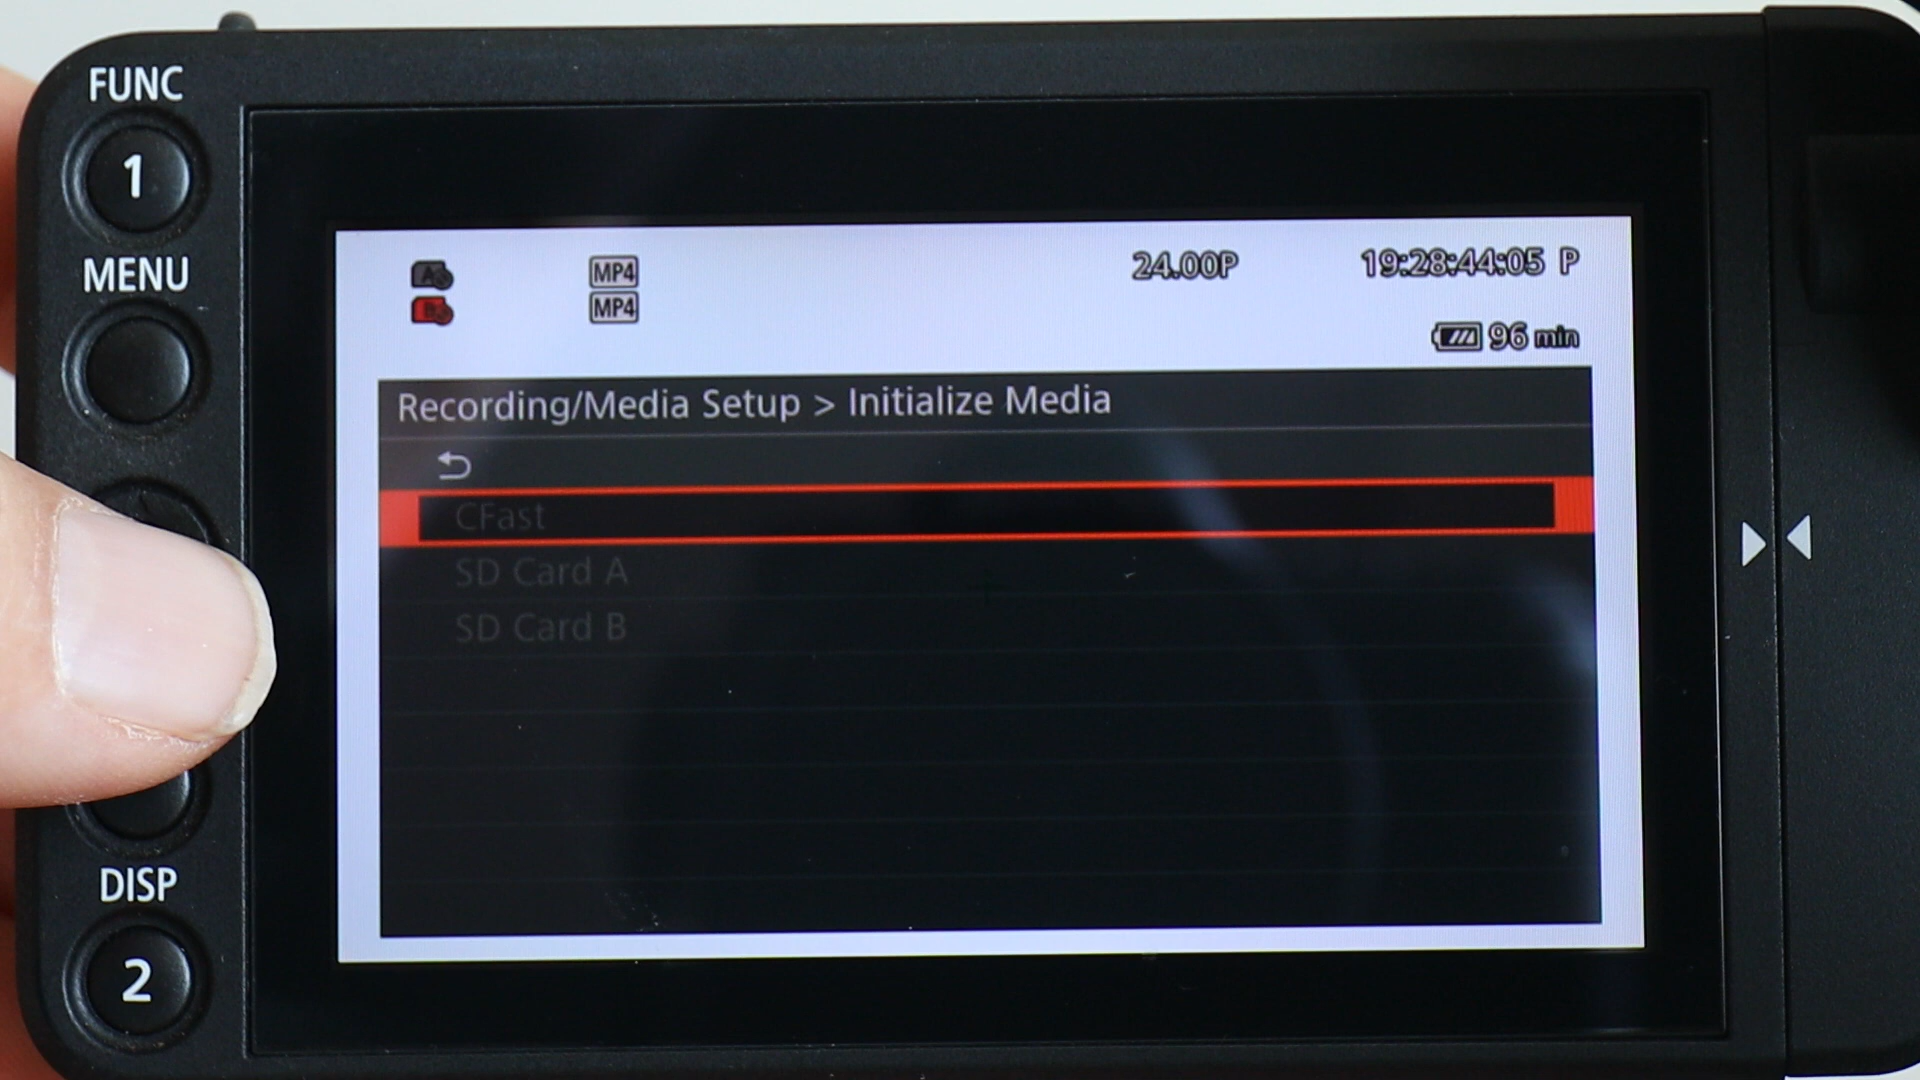 FUNC
1
MENU
MP4
24.00P
19:28:44:05 P
MP4
96 min
Recording/Media Setup > Initialize Media
CFast
SD Card A
SD Card B
DISP
2